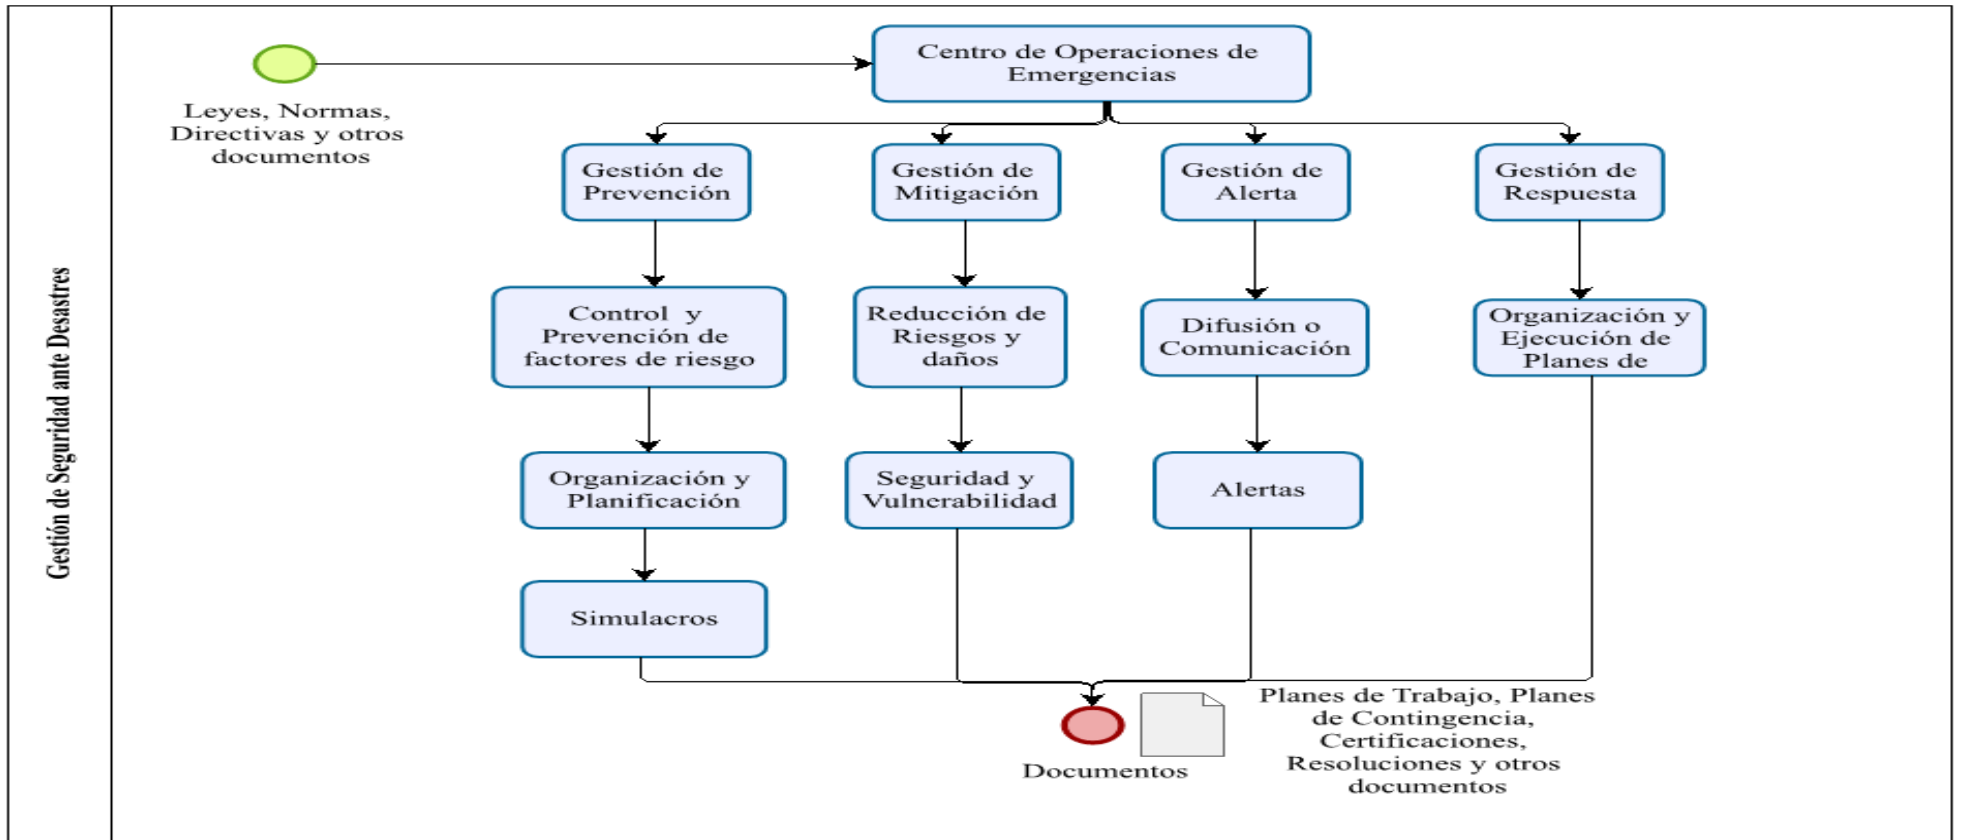 Gestión de Seguridad ante Desastres
Leyes, Normas,
Directivas y otros
documentos
Centro de Operaciones de
Emergencias
Gestión de
Prevención
Gestión de
Mitigación
Gestión de
Alerta
Gestión de
Respuesta
Control y
Prevención de
factores de riesgo
Reducción de
Riesgos y
daños
Difusión o
Comunicación
Organización y
Ejecución de
Planes de
Organización y
Planificación
Seguridad y
Vulnerabilidad
Alertas
Simulacros
Documentos
Planes de Trabajo, Planes
de Contingencia,
Certificaciones,
Resoluciones y otros
documentos